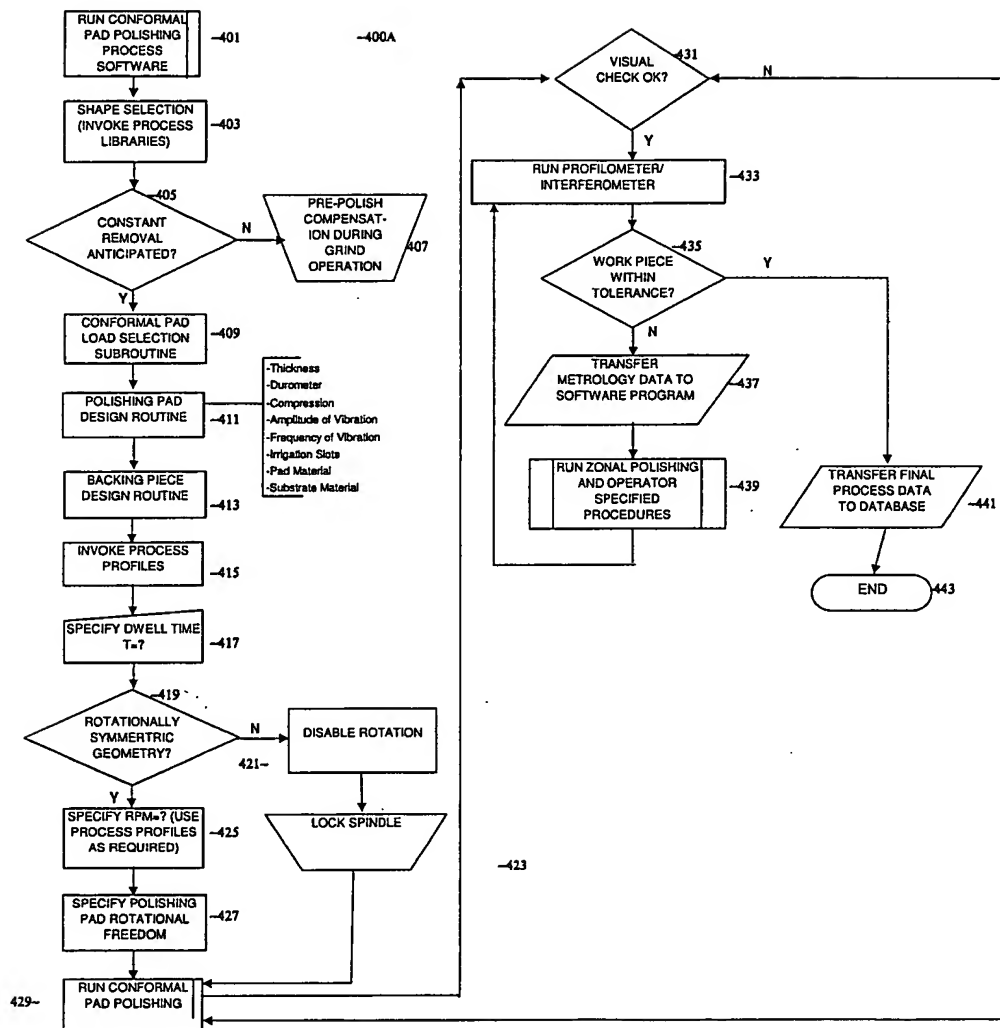 RUN CONFORMAL
PAD POLISHING
PROCESS
SOFTWARE
–401
–400A
SHAPE SELECTION
(INVOKE PROCESS
LIBRARIES)
–403
–405
CONSTANT
REMOVAL
ANTICIPATED?
N
Y
PRE-POLISH
COMPENSAT-
ION DURING
GRIND
OPERATION
407
CONFORMAL PAD
LOAD SELECTION
SUBROUTINE
–409
POLISHING PAD
DESIGN ROUTINE
–411
-Thickness
-Durometer
-Compression
-Amplitude of Vibration
-Frequency of Vibration
-Irrigation Slots
-Pad Material
-Substrate Material
BACKING PIECE
DESIGN ROUTINE
–413
INVOKE PROCESS
PROFILES
–415
SPECIFY DWELL TIME
T=?
–417
–419
ROTATIONALLY
SYMMERTRIC
GEOMETRY?
N
Y
DISABLE ROTATION
421–
LOCK SPINDLE
–423
SPECIFY RPM=? (USE
PROCESS PROFILES
AS REQUIRED)
–425
SPECIFY POLISHING
PAD ROTATIONAL
FREEDOM
–427
RUN CONFORMAL
PAD POLISHING
429–
VISUAL
CHECK OK?
431
N
Y
RUN PROFILOMETER/
INTERFEROMETER
–433
–435
WORK PIECE
WITHIN
TOLERANCE?
Y
N
TRANSFER
METROLOGY DATA TO
SOFTWARE PROGRAM
–437
RUN ZONAL POLISHING
AND OPERATOR
SPECIFIED
PROCEDURES
–439
TRANSFER FINAL
PROCESS DATA
TO DATABASE
–441
END
–443